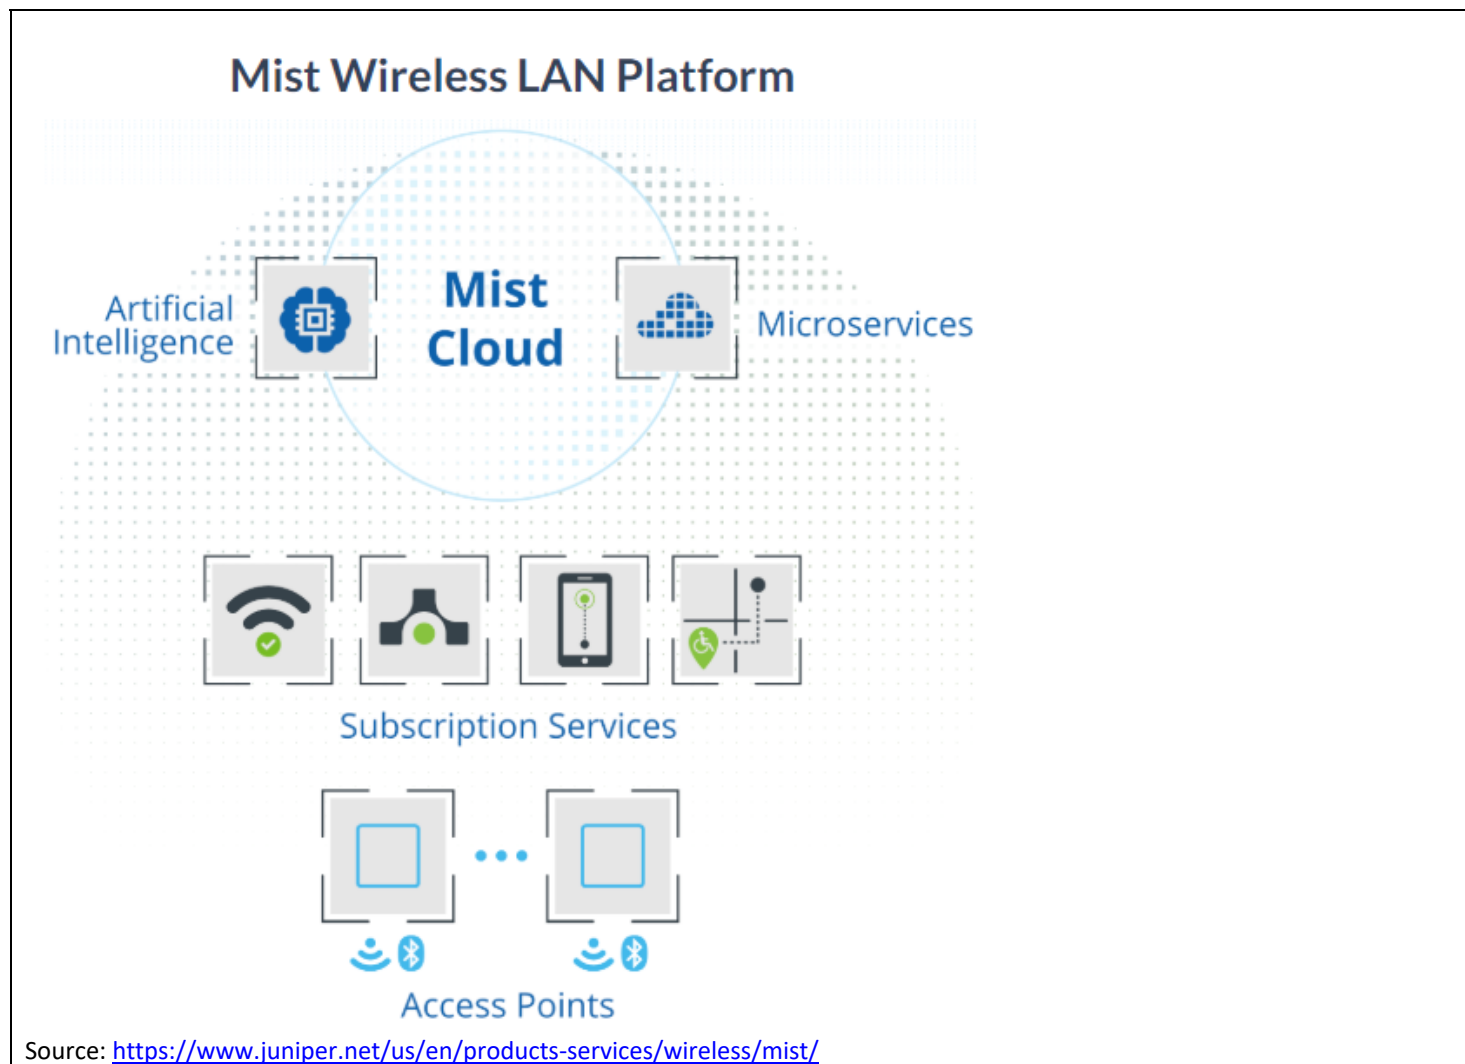 Mist Wireless LAN Platform
Artificial
Intelligence
Mist
Cloud
Microservices
Subscription Services
Access Points
Source: https://www.juniper.net/us/en/products-services/wireless/mist/